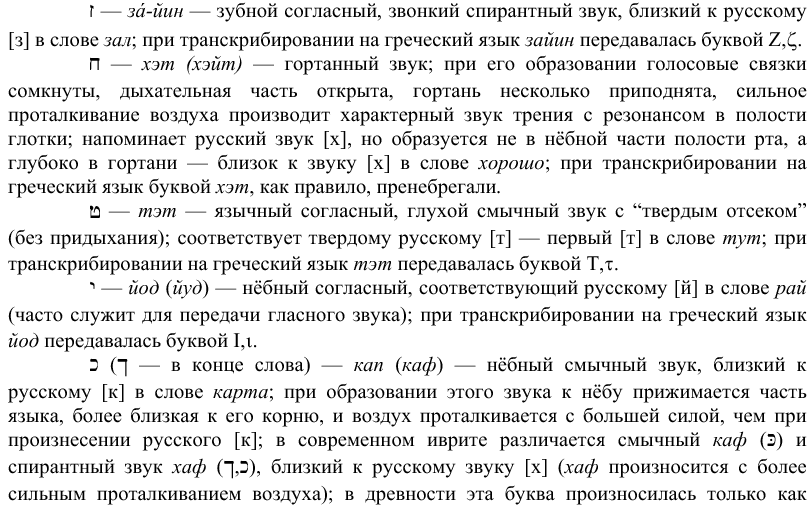 ז — за́-йин — зубной согласный, звонкий спирантный звук, близкий к русскому
[з] в слове зал; при транскрибировании на греческий язык зайин передавалась буквой Ζ,ζ.
ח — хэт (хэйт) — гортанный звук; при его образовании голосовые связки
сомкнуты, дыхательная часть открыта, гортань несколько приподнята, сильное
проталкивание воздуха производит характерный звук трения с резонансом в полости
глотки; напоминает русский звук [х], но образуется не в нёбной части полости рта, а
глубоко в гортани — близок к звуку [х] в слове хорошо; при транскрибировании на
греческий язык буквой хэт, как правило, пренебрегали.
ט — тэт — язычный согласный, глухой смычный звук с “твердым отсеком”
(без придыхания); соответствует твердому русскому [т] — первый [т] в слове тут; при
транскрибировании на греческий язык тэт передавалась буквой Τ,τ.
י — йод (йуд) — нёбный согласный, соответствующий русскому [й] в слове рай
(часто служит для передачи гласного звука); при транскрибировании на греческий язык
йод передавалась буквой Ι,ι.
כ (ך — в конце слова) — кап (каф) — нёбный смычный звук, близкий к
русскому [к] в слове карта; при образовании этого звука к нёбу прижимается часть
языка, более близкая к его корню, и воздух проталкивается с большей силой, чем при
произнесении русского [к]; в современном иврите различается смычный каф (כּ) и
спирантный звук хаф (כ,ך), близкий к русскому звуку [х] (хаф произносится с более
сильным проталкиванием воздуха); в древности эта буква произносилась только как